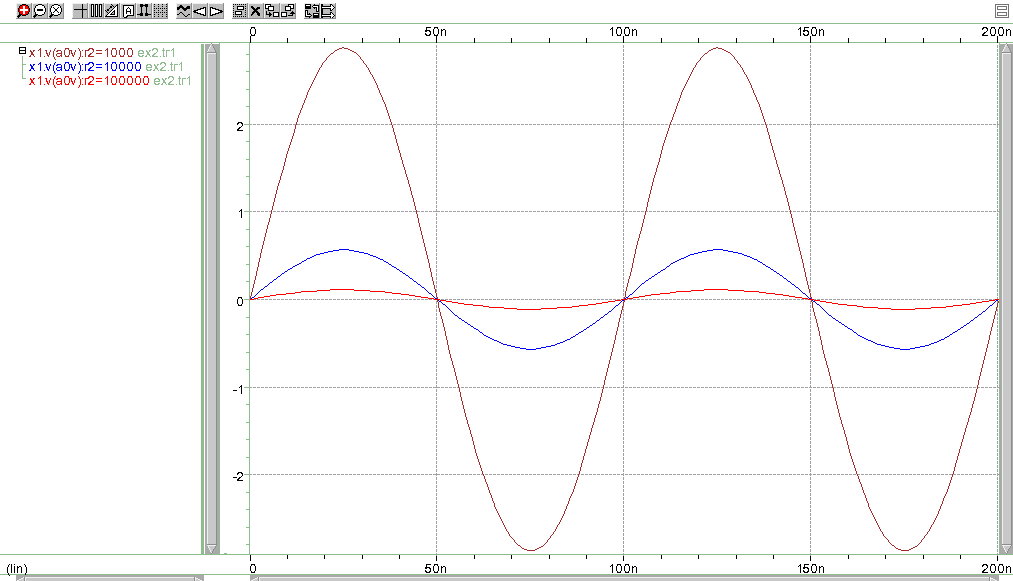 A
0 50n 100n 150n 200n
x1.v(a0v):r2=1000 ex2.tr1
x1.v(a0v):r2=10000 ex2.tr1
x1.v(a0v):r2=100000 ex2.tr1
2
1
0
-1
-2
(lin) 0 50n 100n 150n 200n